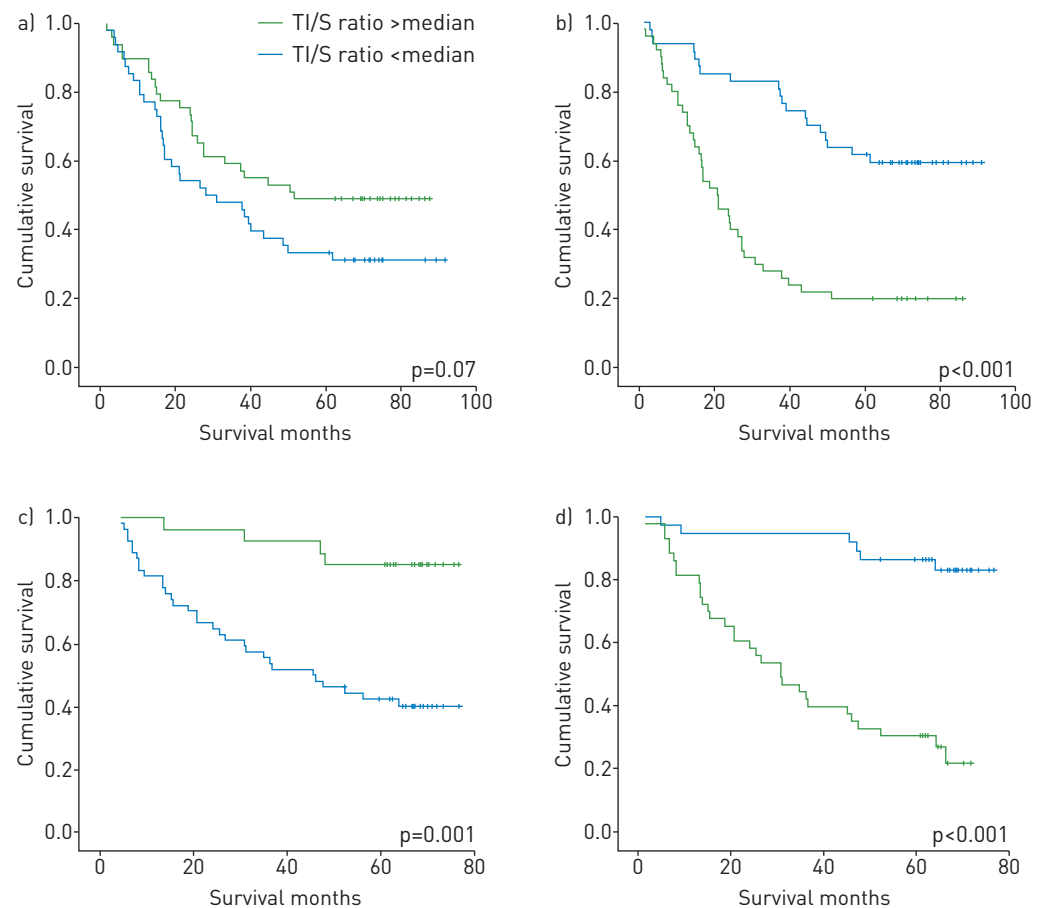 a)
TI/S ratio >median
TI/S ratio <median
1.0
0.8
0.6
0.4
0.2
0.0
Cumulative survival
p=0.07
0 20 40 60 80 100
Survival months
b)
1.0
0.8
0.6
0.4
0.2
0.0
Cumulative survival
p<0.001
0 20 40 60 80 100
Survival months
c)
1.0
0.8
0.6
0.4
0.2
0.0
Cumulative survival
p=0.001
0 20 40 60 80
Survival months
d)
1.0
0.8
0.6
0.4
0.2
0.0
Cumulative survival
p<0.001
0 20 40 60 80
Survival months